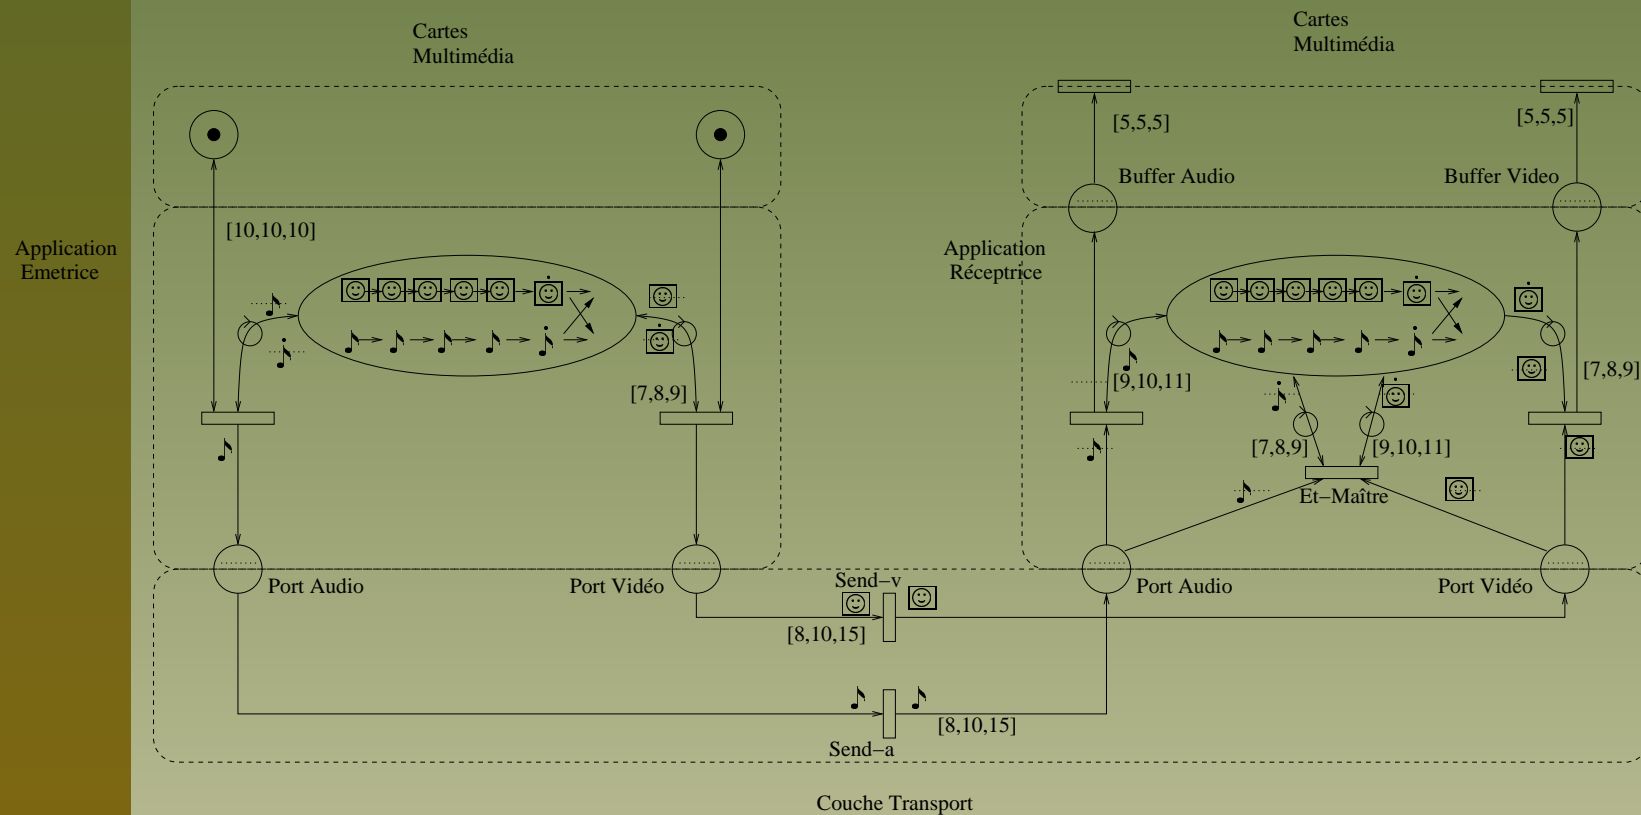 Cartes
Multimédia
Cartes
Multimédia
[5,5,5]
[5,5,5]
Buffer Audio
Buffer Video
[10,10,10]
Application
Emetrice
Application
Réceptrice
[7,8,9]
[9,10,11]
[7,8,9]
[7,8,9]
[9,10,11]
Et–Maître
Port Audio
Port Vidéo
Send–v
Port Audio
Port Vidéo
[8,10,15]
[8,10,15]
Send–a
Couche Transport